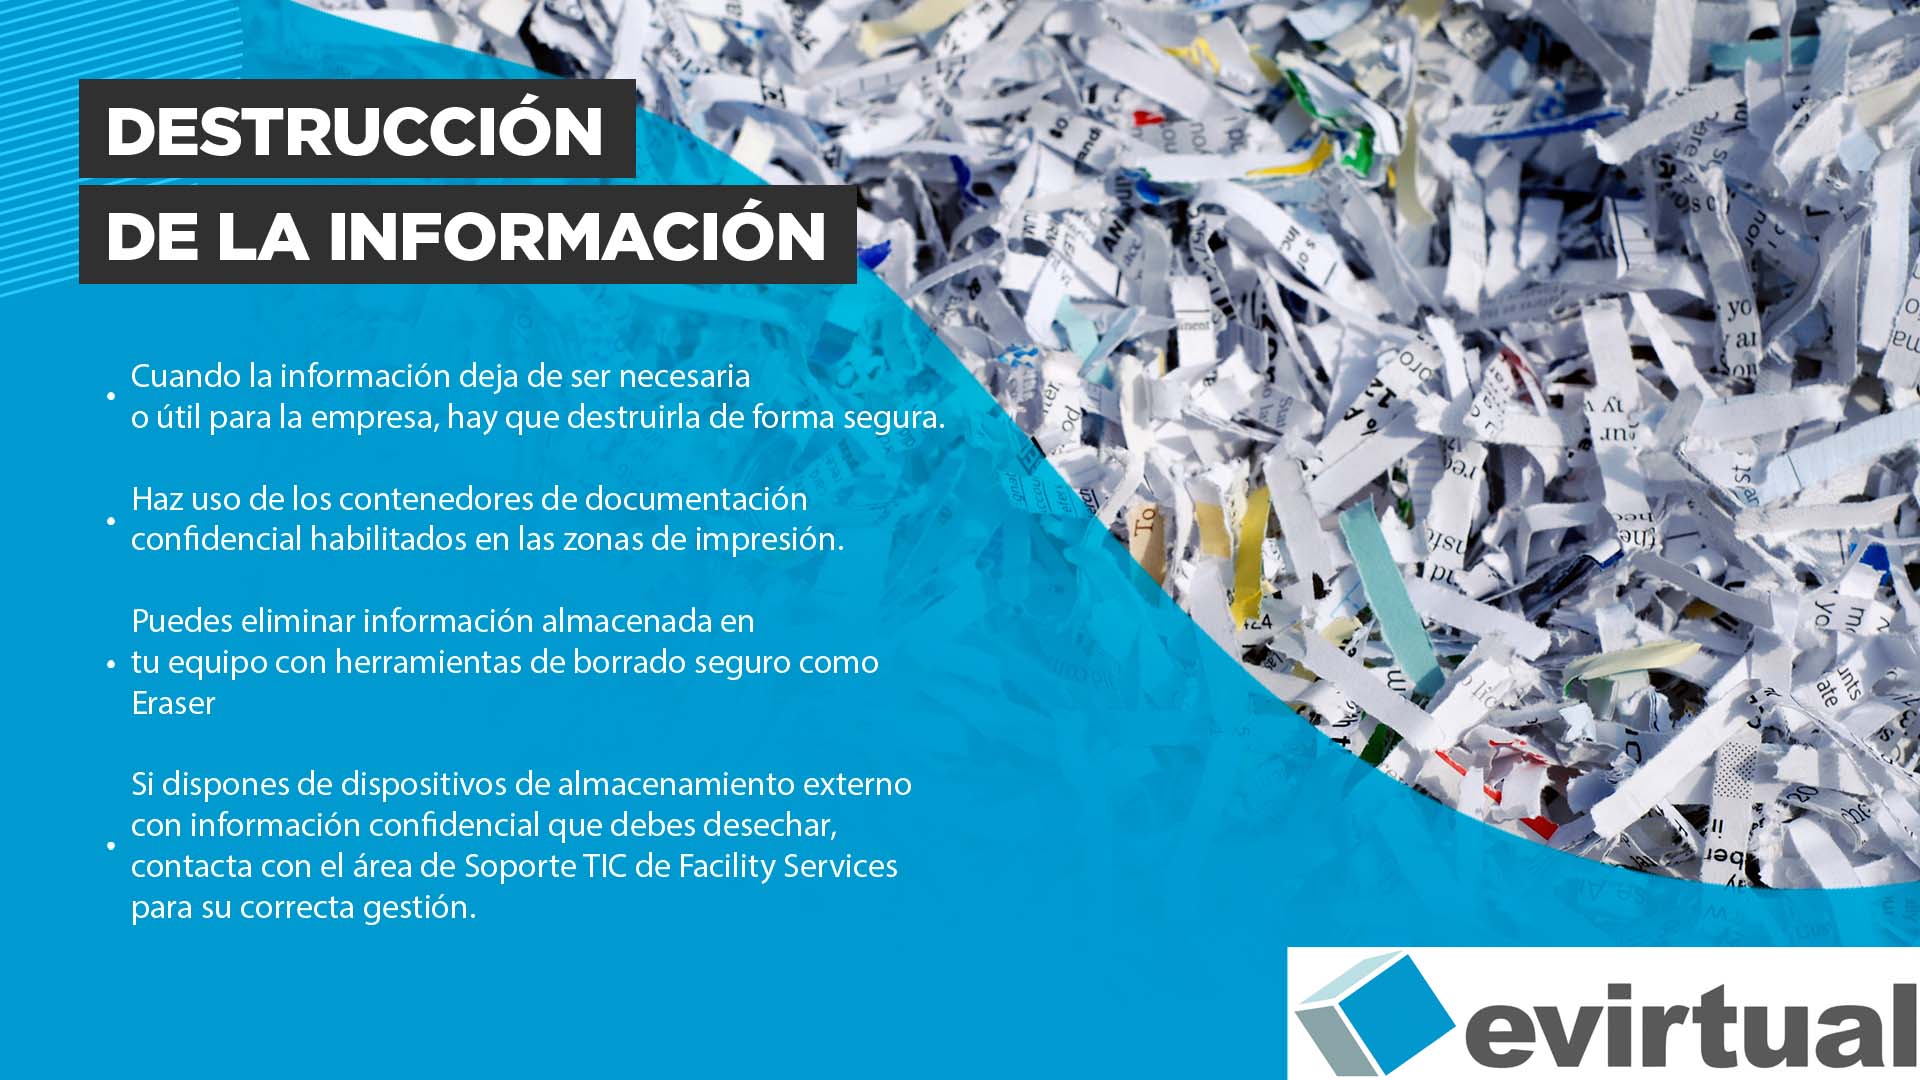 DESTRUCCIÓN
DE LA INFORMACIÓN
• Cuando la información deja de ser necesaria
o útil para la empresa, hay que destruirla de forma segura.
• Haz uso de los contenedores de documentación
confidencial habilitados en las zonas de impresión.
• Puedes eliminar información almacenada en
tu equipo con herramientas de borrado seguro como
Eraser
• Si dispones de dispositivos de almacenamiento externo
con información confidencial que debes desechar,
contacta con el área de Soporte TIC de Facility Services
para su correcta gestión.
evirtual